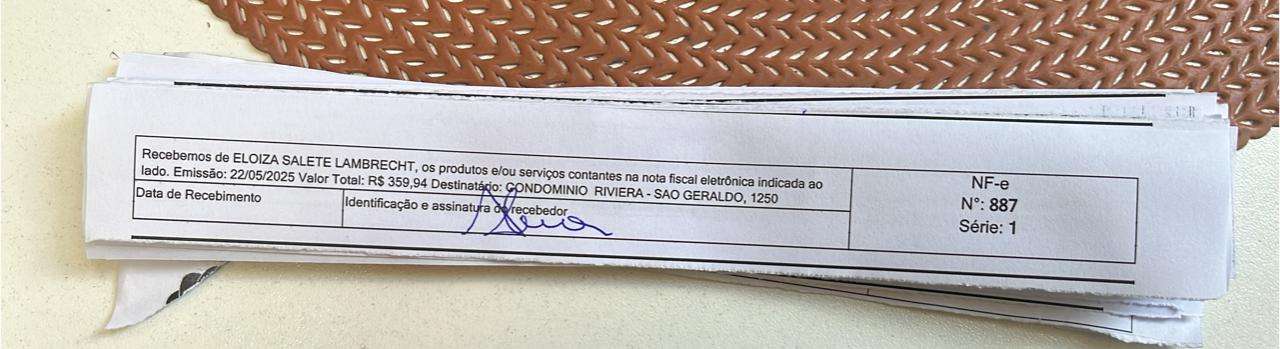 Recebemos de ELOIZA SALETE LAMBRECHT, os produtos e/ou serviços contantes na nota fiscal eletrônica indicada ao
lado. Emissão: 22/05/2025 Valor Total: R$ 359,94 Destinatário: CONDOMINIO RIVIERA - SAO GERALDO, 1250
Data de Recebimento
Identificação e assinatura do recebedor
NF-e
N°: 887
Série: 1